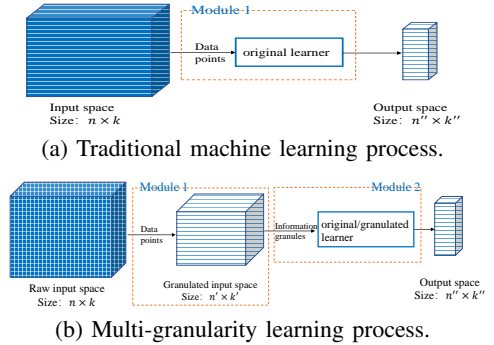 Module 1
Data
points
original learner
Input space
Size: n × k
Output space
Size: n'' × k''
(a) Traditional machine learning process.
Module 1
Module 2
Data
points
Information
granules
original/granulated
learner
Raw input space
Size: n × k
Granulated input space
Size: n' × k'
Output space
Size: n'' × k''
(b) Multi-granularity learning process.